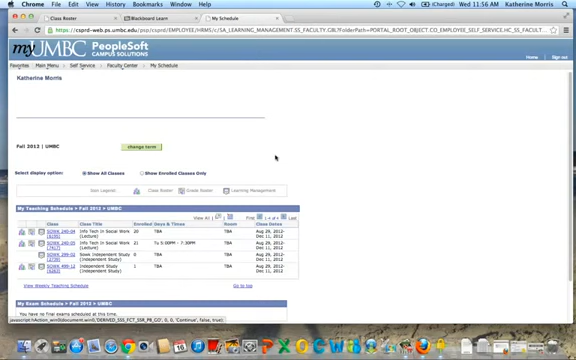 View History Bookmarks Window Help
(Charged) Wed 11:56 AM Katherine Morris
Class Roster
Blackboard Learn
My Schedule
myUMBC PeopleSoft
CAMPUS SOLUTIONS
Home Sign out
Favorites Main Menu Self Service Faculty Center My Schedule
Katherine Morris
Fall 2012 | UMBC change term
Select display option: Show All Classes Show Enrolled Classes Only
Icon Legend: Class Roster Grade Roster Learning Management
My Teaching Schedule > Fall 2012 > UMBC
View All First 1-4 of 4 Last
Class Class Title Enrolled Days & Times Room Class Dates
Info Tech in Social Work (Lecture) 20 TBA TBA Aug 29, 2012-
Dec 11, 2012
Info Tech in Social Work (Lecture) 21 Tu 5:00PM - 7:30PM TBA Aug 29, 2012-
Dec 11, 2012
Sowk Independent Study (Independent Study) 0 TBA TBA Aug 29, 2012-
Dec 11, 2012
Independent Study (Independent Study) 1 TBA TBA Aug 29, 2012-
Dec 11, 2012
View Weekly Teaching Schedule Go to top
My Exam Schedule > Fall 2012 > UMBC
You have no final exams scheduled at this time.